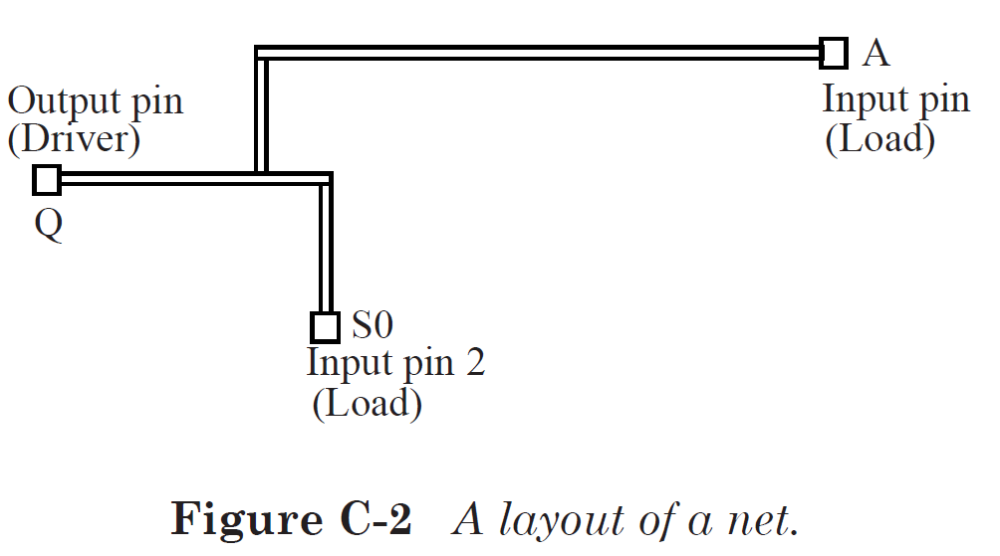 A
Output pin
(Driver)
Input pin
(Load)
Q
S0
Input pin 2
(Load)
Figure C-2 A layout of a net.